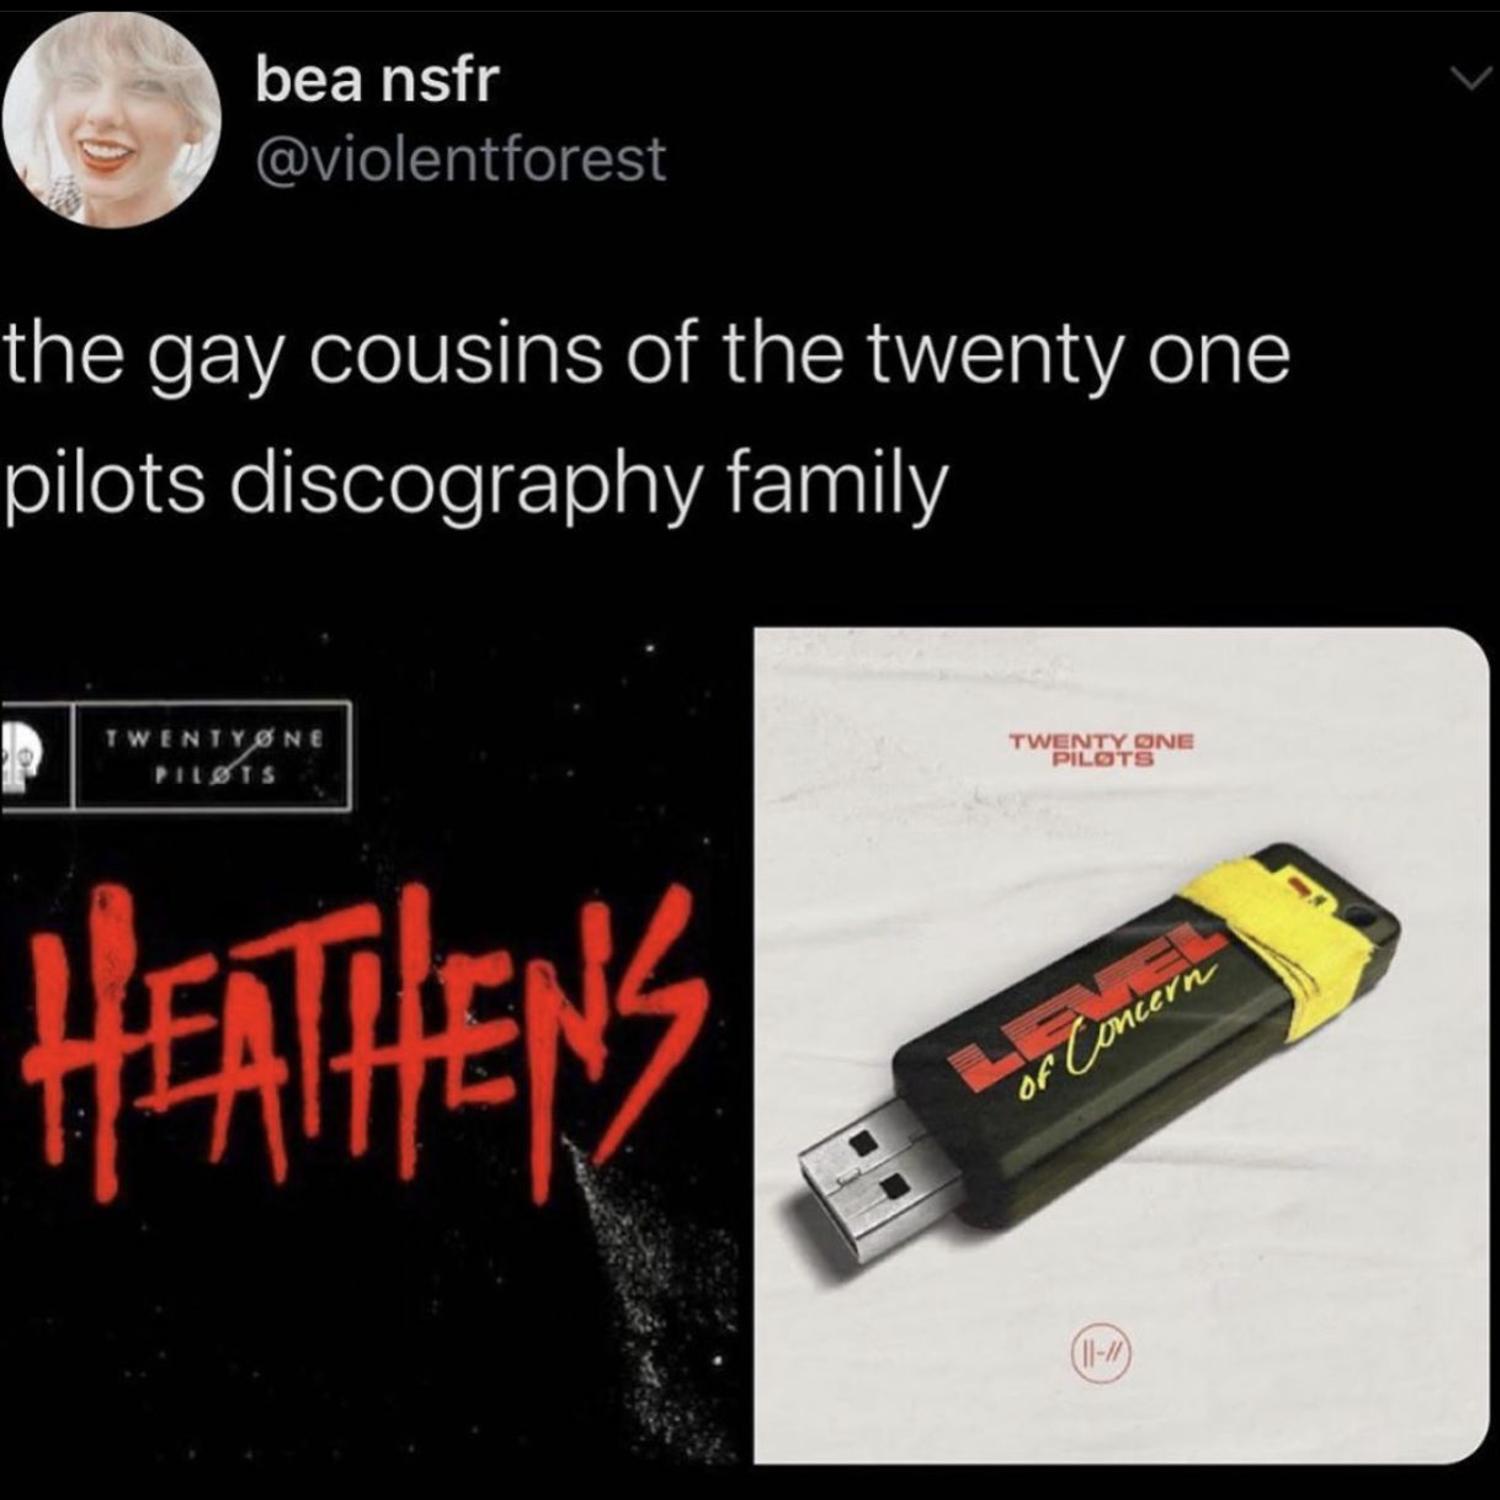 bea nsfr
@violentforest
the gay cousins of the twenty one
pilots discography family
TWENTY ØNE
PILØTS
HEATHENS
TWENTY ØNE
PILØTS
LEVEL
of Concern
||-//